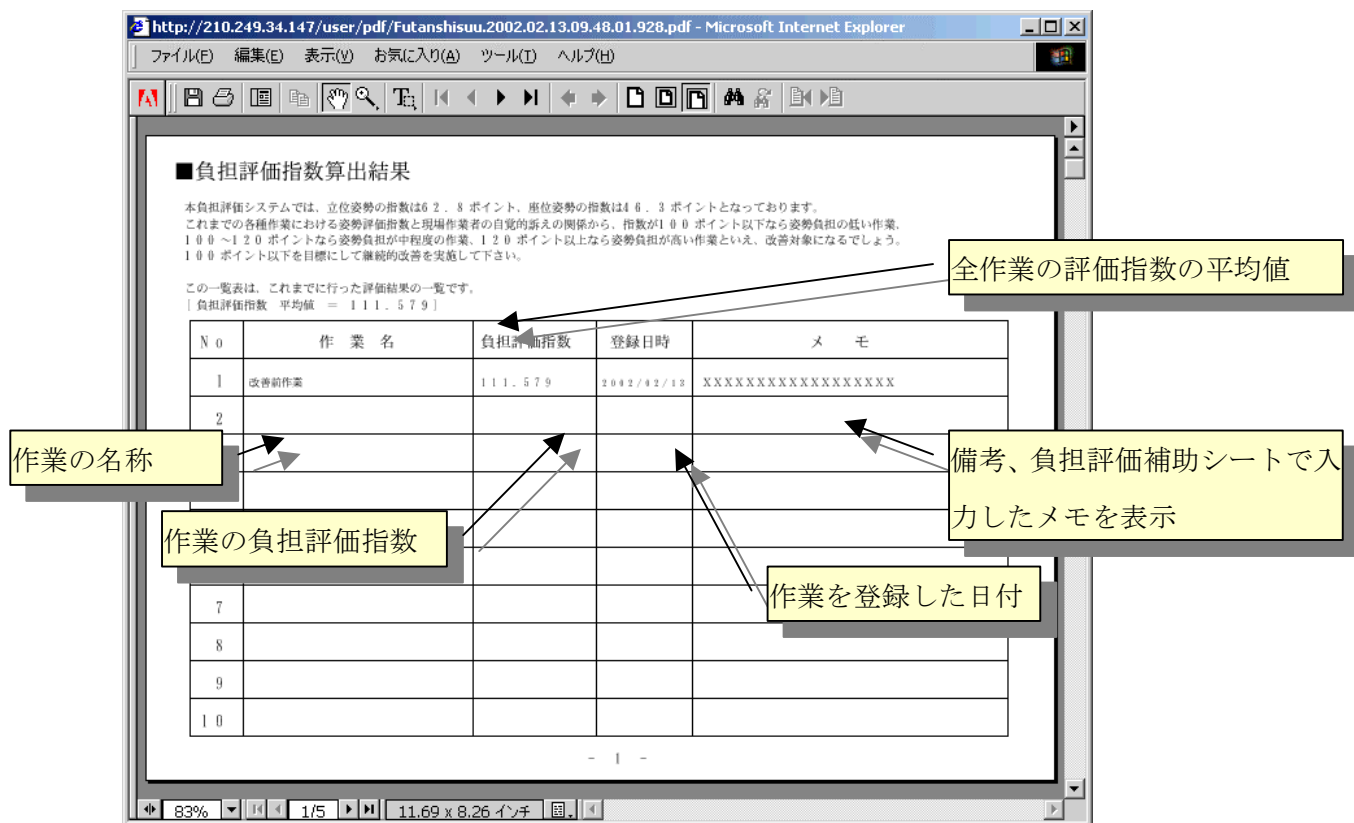 http://210.249.34.147/user/pdf/Futanshisuu.2002.02.13.09.48.01.928.pdf - Microsoft Internet Explorer
ファイル(F) 編集(E) 表示(V) お気に入り(A) ツール(T) ヘルプ(H)
■負担評価指数算出結果
本負担評価システムでは、立位姿勢の指数は62.8ポイント、座位姿勢の指数は46.3ポイントとなっております。
これまでの各種作業における姿勢評価指数と現場作業者の自覚的訴えの関係から、指数が100ポイント以下なら姿勢負担の低い作業、
100～120ポイントなら姿勢負担が中程度の作業、120ポイント以上なら姿勢負担が高い作業といえ、改善対象になるでしょう。
100ポイント以下を目標にして継続的改善を実施して下さい。
全作業の評価指数の平均値
この一覧表は、これまでに行った評価結果の一覧です。
[負担評価指数 平均値 = 111.579]
No 作業名 負担評価指数 登録日時 メモ
1 改善前作業 111.579 2002/02/13 XXXXXXXXXXXXXXXXXX
2
作業の名称
備考、負担評価補助シートで入
力したメモを表示
作業の負担評価指数
作業を登録した日付
7
8
9
10
- 1 -
83% 1/5 11.69 x 8.26 インチ